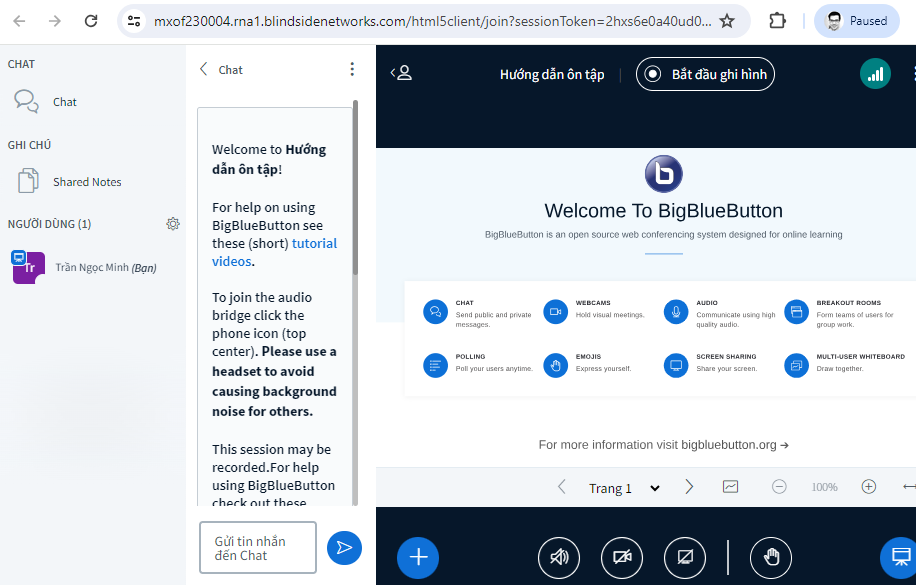 mxof230004.rna1.blindsidenetworks.com/html5client/join?sessionToken=2hxs6e0a40ud0...
Paused
CHAT
Chat
GHI CHÚ
Shared Notes
NGƯỜI DÙNG (1)
Tr
Trần Ngọc Minh (Bạn)
Chat
Welcome to Hướng
dẫn ôn tập!
For help on using
BigBlueButton see
these (short) tutorial
videos.
To join the audio
bridge click the
phone icon (top
center). Please use a
headset to avoid
causing background
noise for others.
This session may be
recorded.For help
using BigBlueButton
check out these
Gửi tin nhắn
đến Chat
Hướng dẫn ôn tập
Bắt đầu ghi hình
b
Welcome To BigBlueButton
BigBlueButton is an open source web conferencing system designed for online learning
CHAT
Send public and private
messages.
WEBCAMS
Hold visual meetings.
AUDIO
Communicate using high
quality audio.
BREAKOUT ROOMS
Form teams of users for
group work.
POLLING
Poll your users anytime.
EMOJIS
Express yourself.
SCREEN SHARING
Share your screen.
MULTI-USER WHITEBOARD
Draw together.
For more information visit bigbluebutton.org →
Trang 1
100%